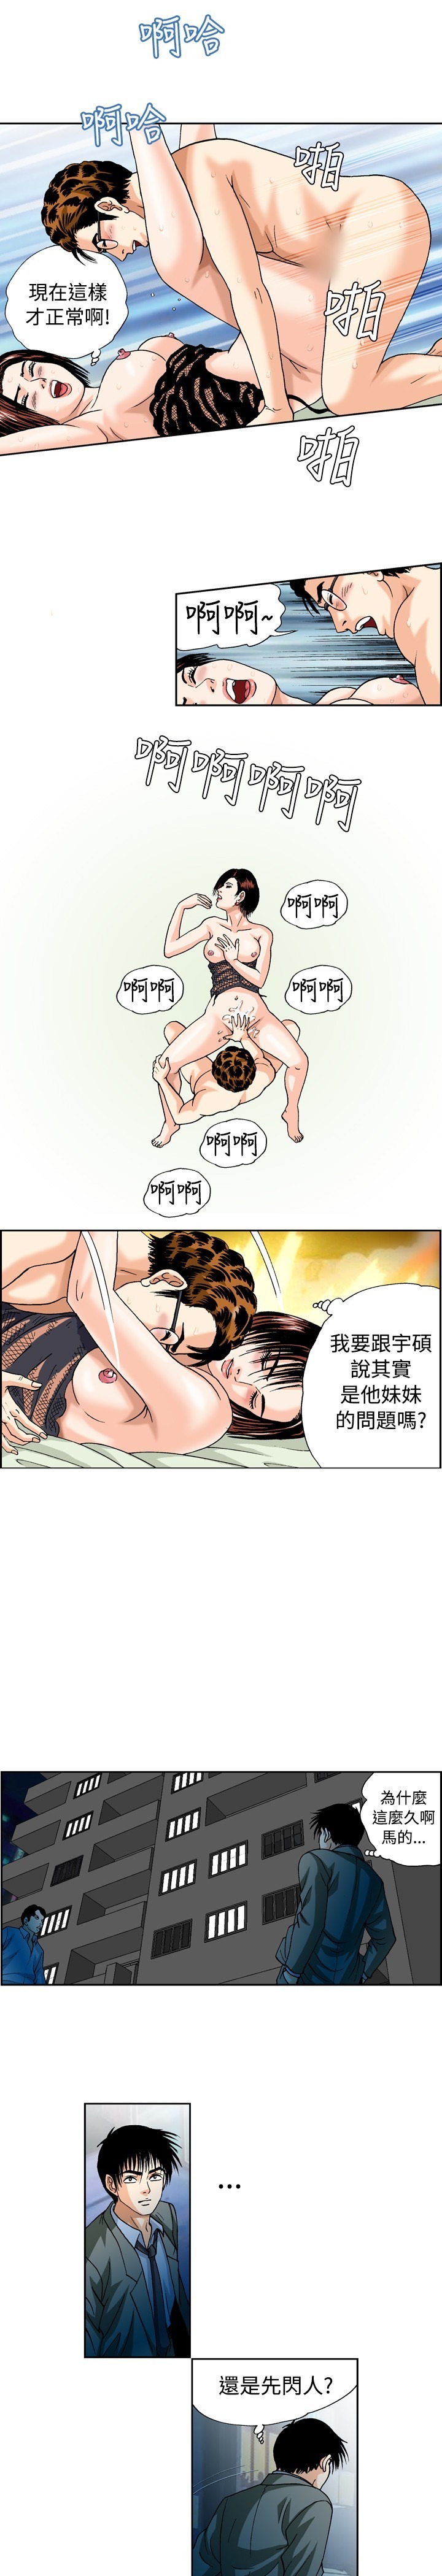 啊哈
啊哈
啪
現在這樣
才正常啊!
啪
啪
啊啊~
啊啊啊啊
啊啊
啊啊
啊啊
啊啊
啊啊
我要跟宇碩
說其實
是他妹妹
的問題嗎?
為什麼
這麼久啊
馬的...
...
還是先閃人?